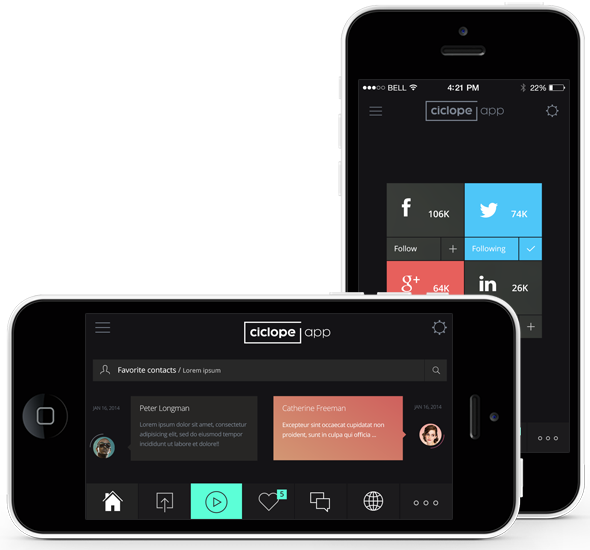 BELL 4:21 PM 22%
ciclope app
f 106K 74K
Follow + Following
g+ 64K in 26K
+
ciclope app
Favorite contacts / Lorem ipsum
JAN 16, 2014
Peter Longman
Lorem ipsum dolor sit amet, consectetur
adipisicing elit, sed do eiusmod tempor
incididunt ut labore et dolore!!
Catherine Freeman
Excepteur sint occaecat cupidatat non
proident, sunt in culpa qui officia ...
JAN 16, 2014
5